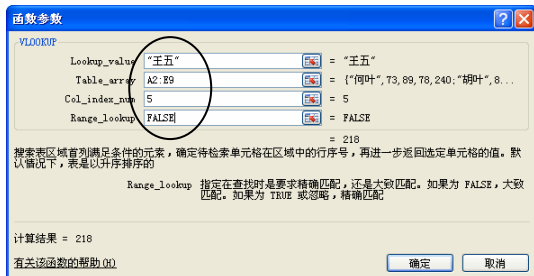 函数参数
VLOOKUP
Lookup_value "王五" = "王五"
Table_array A2:E9 = {"何叶",73,89,78,240;"胡叶",8...
Col_index_num 5 = 5
Range_lookup FALSE = FALSE
= 218
搜索表区域首列满足条件的元素，确定待检索单元格在区域中的行序号，再进一步返回选定单元格的值。默
认情况下，表是以升序排序的
Range_lookup 指定在查找时是要求精确匹配，还是大致匹配。如果为 FALSE，大致
匹配。如果为 TRUE 或忽略，精确匹配
计算结果 = 218
有关该函数的帮助(H)
确定 取消